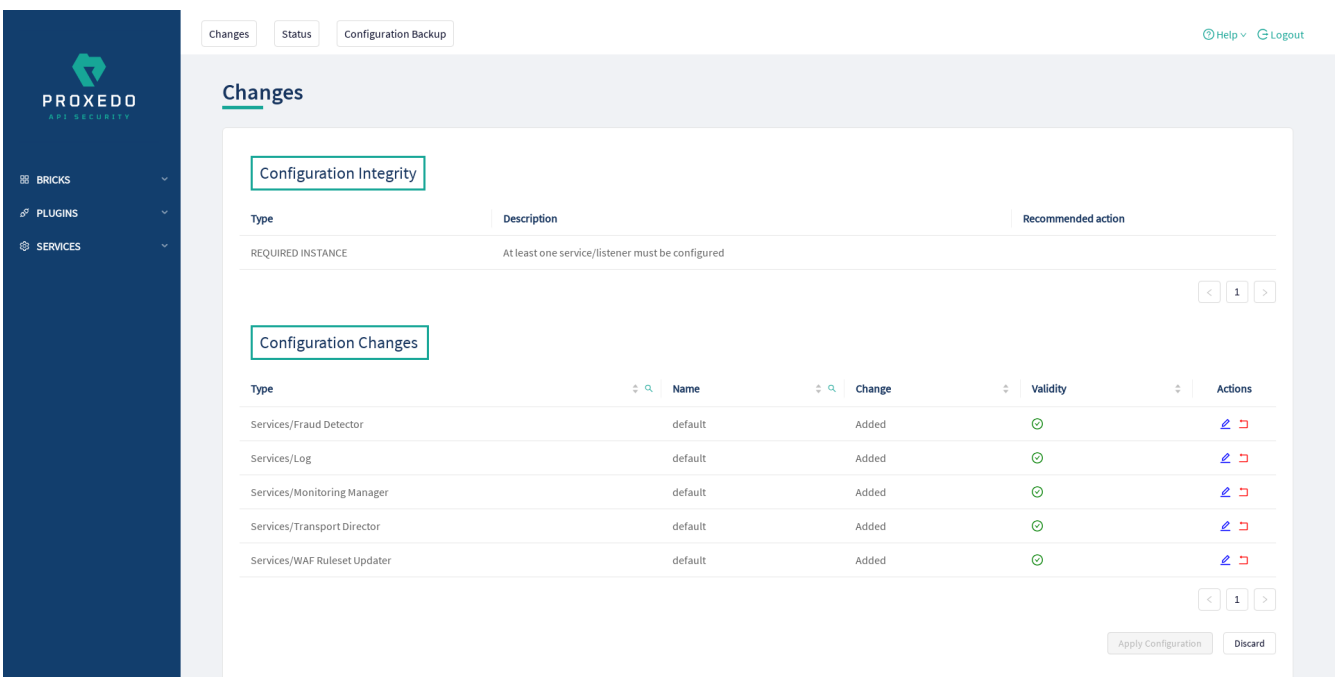 Changes Status Configuration Backup Help Logout
PROXEDO
API SECURITY
BRICKS
PLUGINS
SERVICES
Changes
Configuration Integrity
Type Description Recommended action
REQUIRED INSTANCE At least one service/listener must be configured
< 1 >
Configuration Changes
Type Name Change Validity Actions
Services/Fraud Detector default Added
Services/Log default Added
Services/Monitoring Manager default Added
Services/Transport Director default Added
Services/WAF Ruleset Updater default Added
< 1 >
Apply Configuration Discard